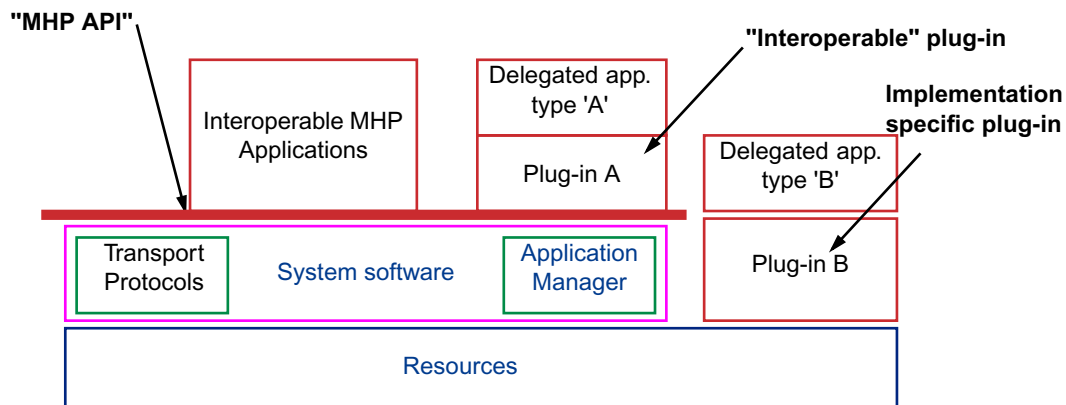 "MHP API"
"Interoperable" plug-in
Delegated app.
type 'A'
Implementation
specific plug-in
Interoperable MHP
Applications
Plug-in A
Delegated app.
type 'B'
Transport
Protocols
System software
Application
Manager
Plug-in B
Resources